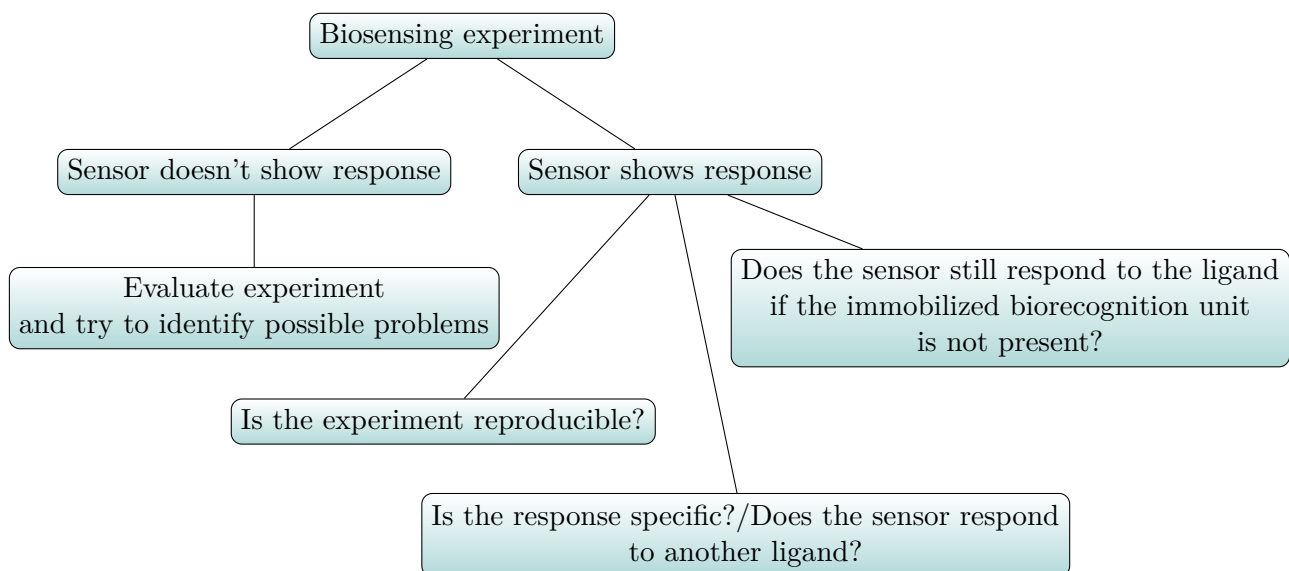 Biosensing experiment
Sensor doesn't show response
Sensor shows response
Evaluate experiment
and try to identify possible problems
Does the sensor still respond to the ligand
if the immobilized biorecognition unit
is not present?
Is the experiment reproducible?
Is the response specific?/Does the sensor respond
to another ligand?